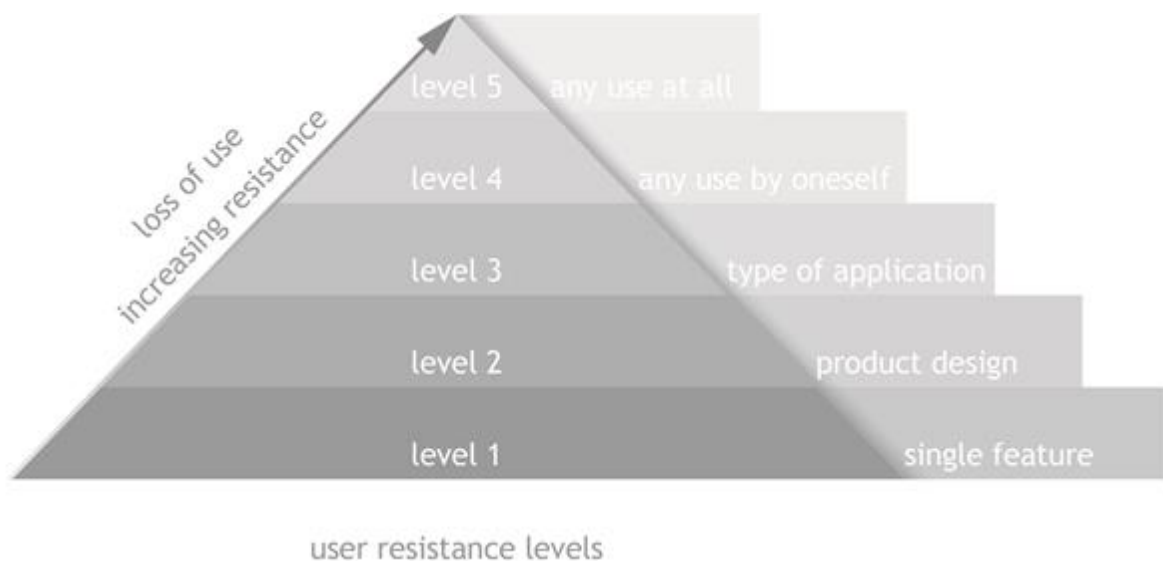 loss of use
increasing resistance
level 5 any use at all
level 4 any use by oneself
level 3 type of application
level 2 product design
level 1 single feature
user resistance levels